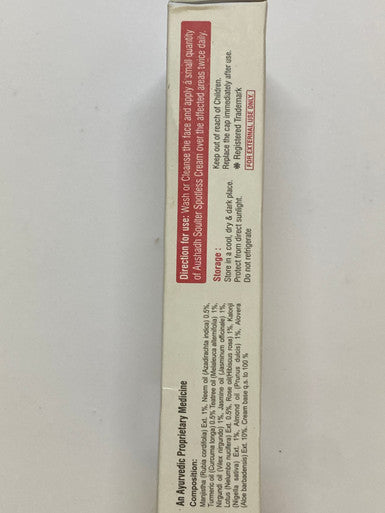 An Ayurvedic Proprietary Medicine
Composition:
Manjistha (Rubia cordifolia) Ext. 1%, Neem oil (Azadirachta indica) 0.5%,
Turmeric oil (Curcuma longa) 0.5% Teatree oil (Melaleuca alternifolia) 1%,
Nirgundi oil (Vitex nirgundo) 1%, Jasmine oil (Jasminum officinale) 1%,
Lotus (Nelumbo nucifera) Ext. 0.5%, Rose oil(Hibiscus rosa) 1%, Kalonji
(Nigella sativa) Ext. 1%, Almond oil (Prunus dulcis) 1%, Alovera
(Aloe barbadensis) Ext. 10%. Cream base q.s. to 100 %
Direction for use: Wash or Cleanse the face and apply a small quantity
of Aushadh Soulter Spotless Cream over the affected areas twice daily.
Storage :
Store in a cool, dry & dark place.
Protect from direct sunlight.
Do not refrigerate
Keep out of reach of Children.
Replace the cap immediately after use.
* Registered Trademark
FOR EXTERNAL USE ONLY.